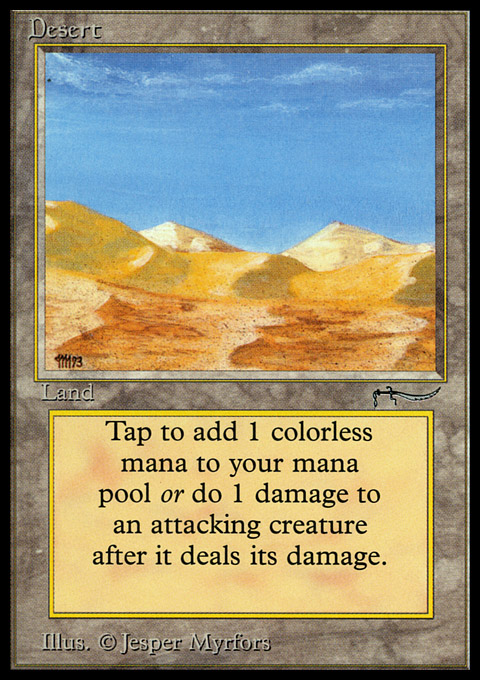 Desert
Land
Tap to add 1 colorless
mana to your mana
pool or do 1 damage to
an attacking creature
after it deals its damage.
Illus. © Jesper Myrfors